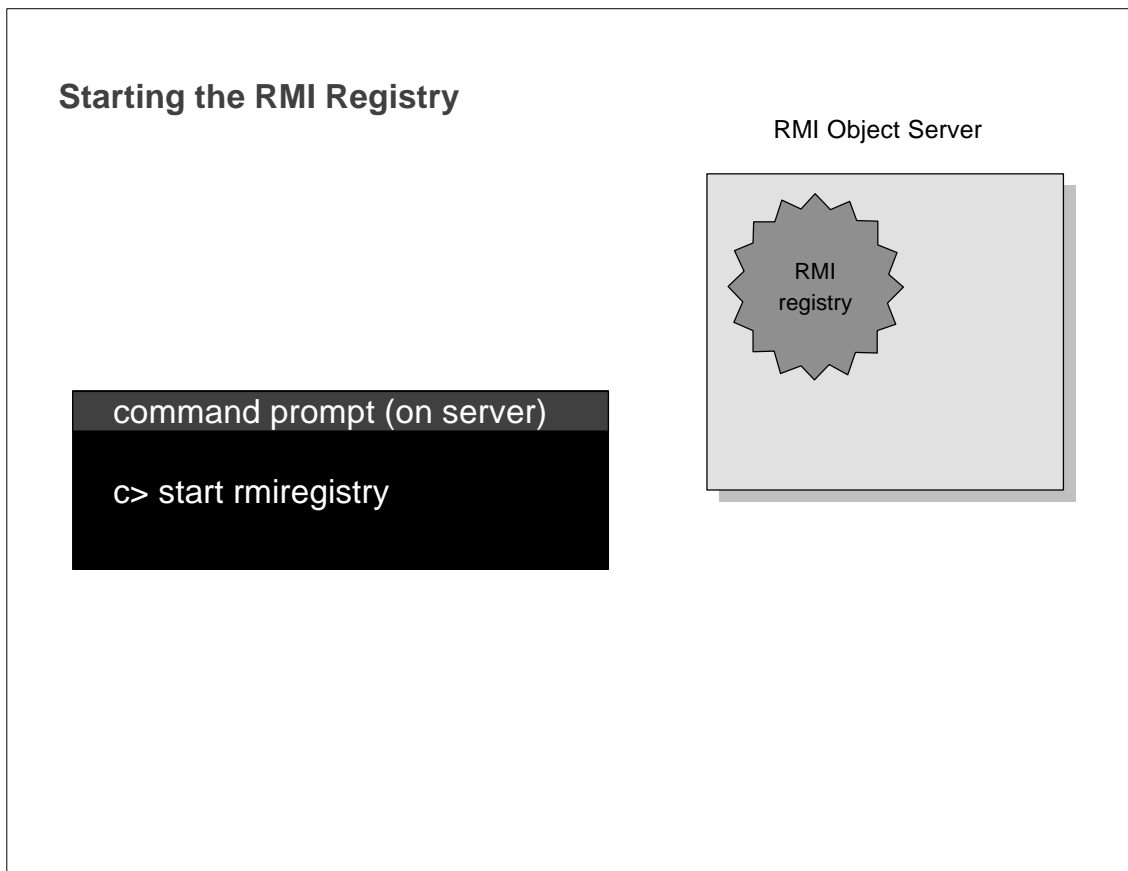 Starting the RMI Registry
RMI Object Server
RMI
registry
command prompt (on server)
c> start rmiregistry